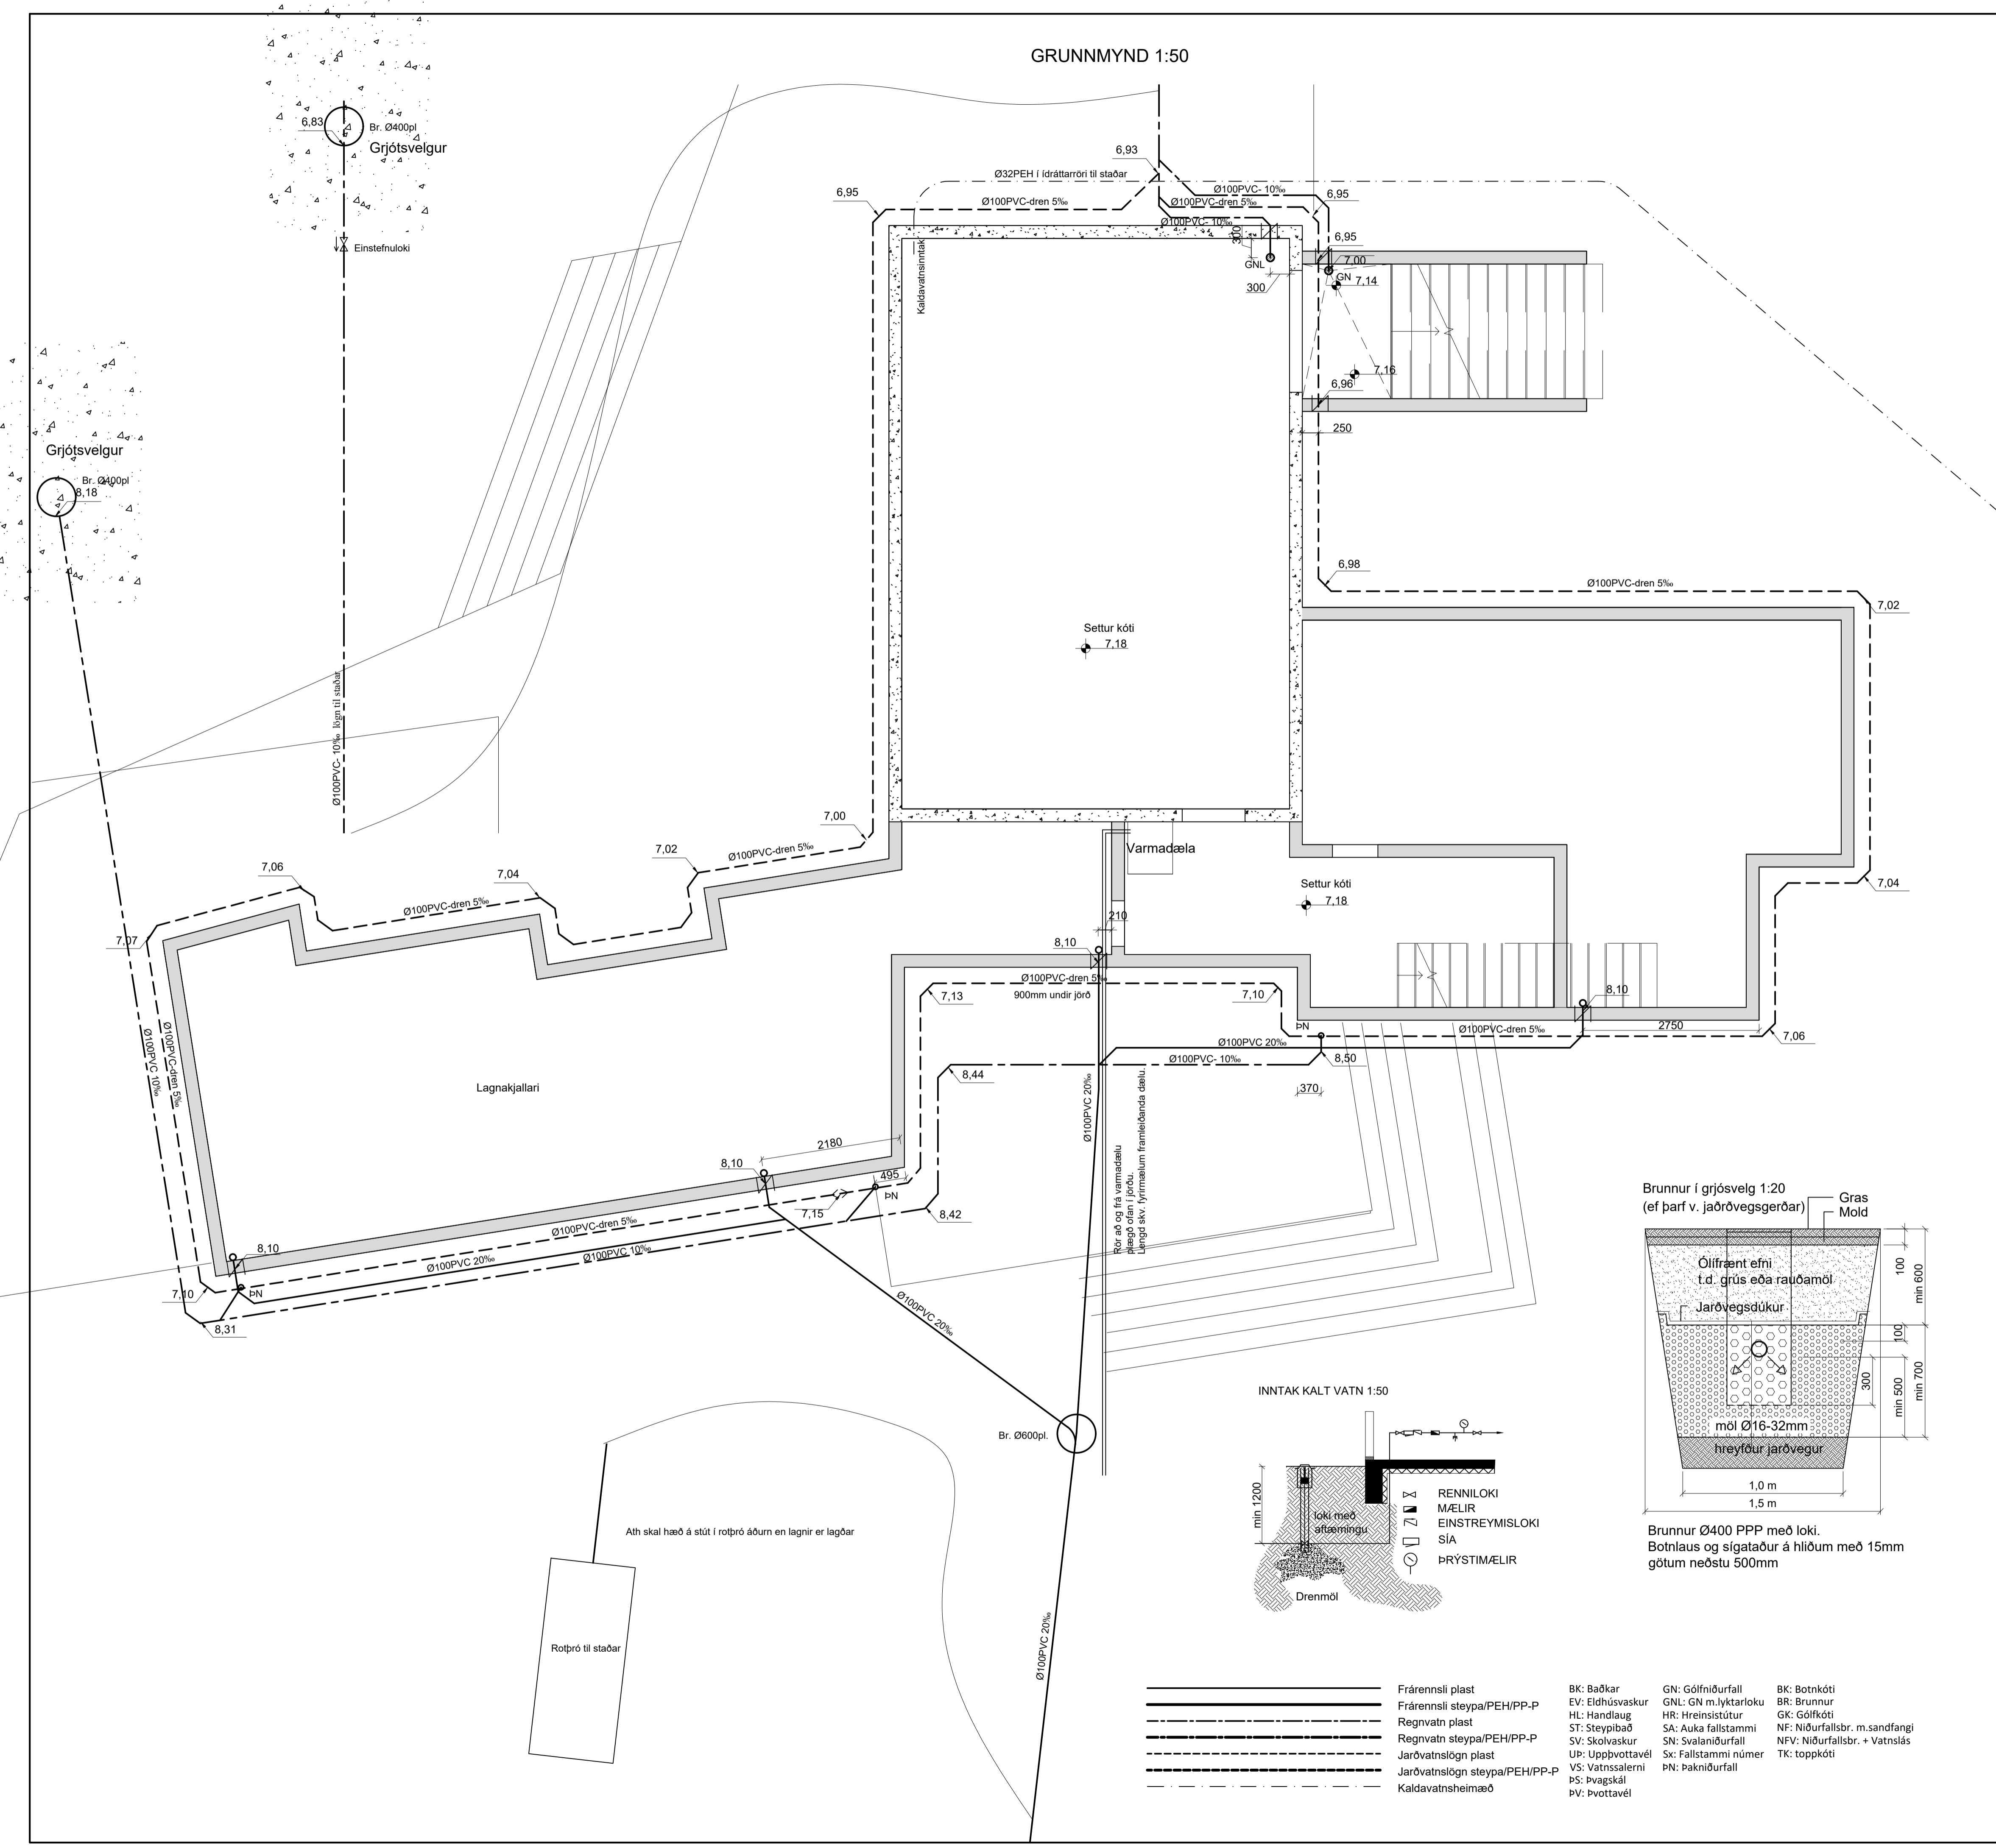 GRUNNMYND 1:50
6,83
Br. Ø400pl
Grjótsvelgur
Einstefnuloki
Grjótsvelgur
Br. Ø400pl
8,18
Ø100PVC- 10‰ lögn til staðar
6,93
Ø32PEH í ídráttarröri til staðar
6,95
Ø100PVC-dren 5‰
Ø100PVC- 10‰
Ø100PVC-dren 5‰
Ø100PVC- 10‰
6,95
300
Kaldavatnsinntak
GNL
300
6,95
7,00
GN
7,14
7,16
6,96
250
6,98
Ø100PVC-dren 5‰
7,02
Settur kóti
7,18
7,00
7,02
Ø100PVC-dren 5‰
Varmadæla
7,06
7,04
Ø100PVC-dren 5‰
Settur kóti
7,18
7,04
7,07
210
8,10
Ø100PVC-dren 5‰
900mm undir jörð
7,13
7,10
8,10
ÞN
Ø100PVC-dren 5‰
2750
7,06
Ø100PVC 20‰
Ø100PVC- 10‰
8,50
8,44
370
Ø100PVC 10‰
Ø100PVC-dren 5‰
Lagnakjallari
Ø100PVC 20‰
Rör að og frá varmadælu
plægð ofan í jörðu.
Lengd skv. fyrirmælum framleiðanda dælu.
2180
8,10
495
ÞN
7,15
8,42
Ø100PVC-dren 5‰
8,10
Ø100PVC 20‰
Ø100PVC 10‰
7,10
ÞN
8,31
Ø100PVC 20‰
Br. Ø600pl.
Ø100PVC 20‰
Ath skal hæð á stút í rotþró áðurn en lagnir er lagðar
Rotþró til staðar
Brunnur í grjósvelg 1:20
(ef þarf v. jaðrðvegsgerðar)
Gras
Mold
Ólífrænt efni
t.d. grús eða rauðamöl
Jarðvegsdúkur
100
min 600
100
300
min 500
min 700
möl Ø16-32mm
hreyfður jarðvegur
1,0 m
1,5 m
Brunnur Ø400 PPP með loki.
Botnlaus og sígataður á hliðum með 15mm
götum neðstu 500mm
INNTAK KALT VATN 1:50
min 1200
loki með
aftæmingu
Drenmöl
RENNILOKI
MÆLIR
EINSTREYMISLOKI
SÍA
ÞRÝSTIMÆLIR
Frárennsli plast
Frárennsli steypa/PEH/PP-P
Regnvatn plast
Regnvatn steypa/PEH/PP-P
Jarðvatnslögn plast
Jarðvatnslögn steypa/PEH/PP-P
Kaldavatnsheimæð
BK: Baðkar
EV: Eldhúsvaskur
HL: Handlaug
ST: Steypibað
SV: Skolvaskur
UÞ: Uppþvottavél
VS: Vatnssalerni
ÞS: Þvagskál
ÞV: Þvottavél
GN: Gólfniðurfall
GNL: GN m.lyktarloku
HR: Hreinsistútur
SA: Auka fallstammi
SN: Svalaniðurfall
Sx: Fallstammi númer
ÞN: Þakniðurfall
BK: Botnkóti
BR: Brunnur
GK: Gólfkóti
NF: Niðurfallsbr. m.sandfangi
NFV: Niðurfallsbr. + Vatnslás
TK: toppkóti